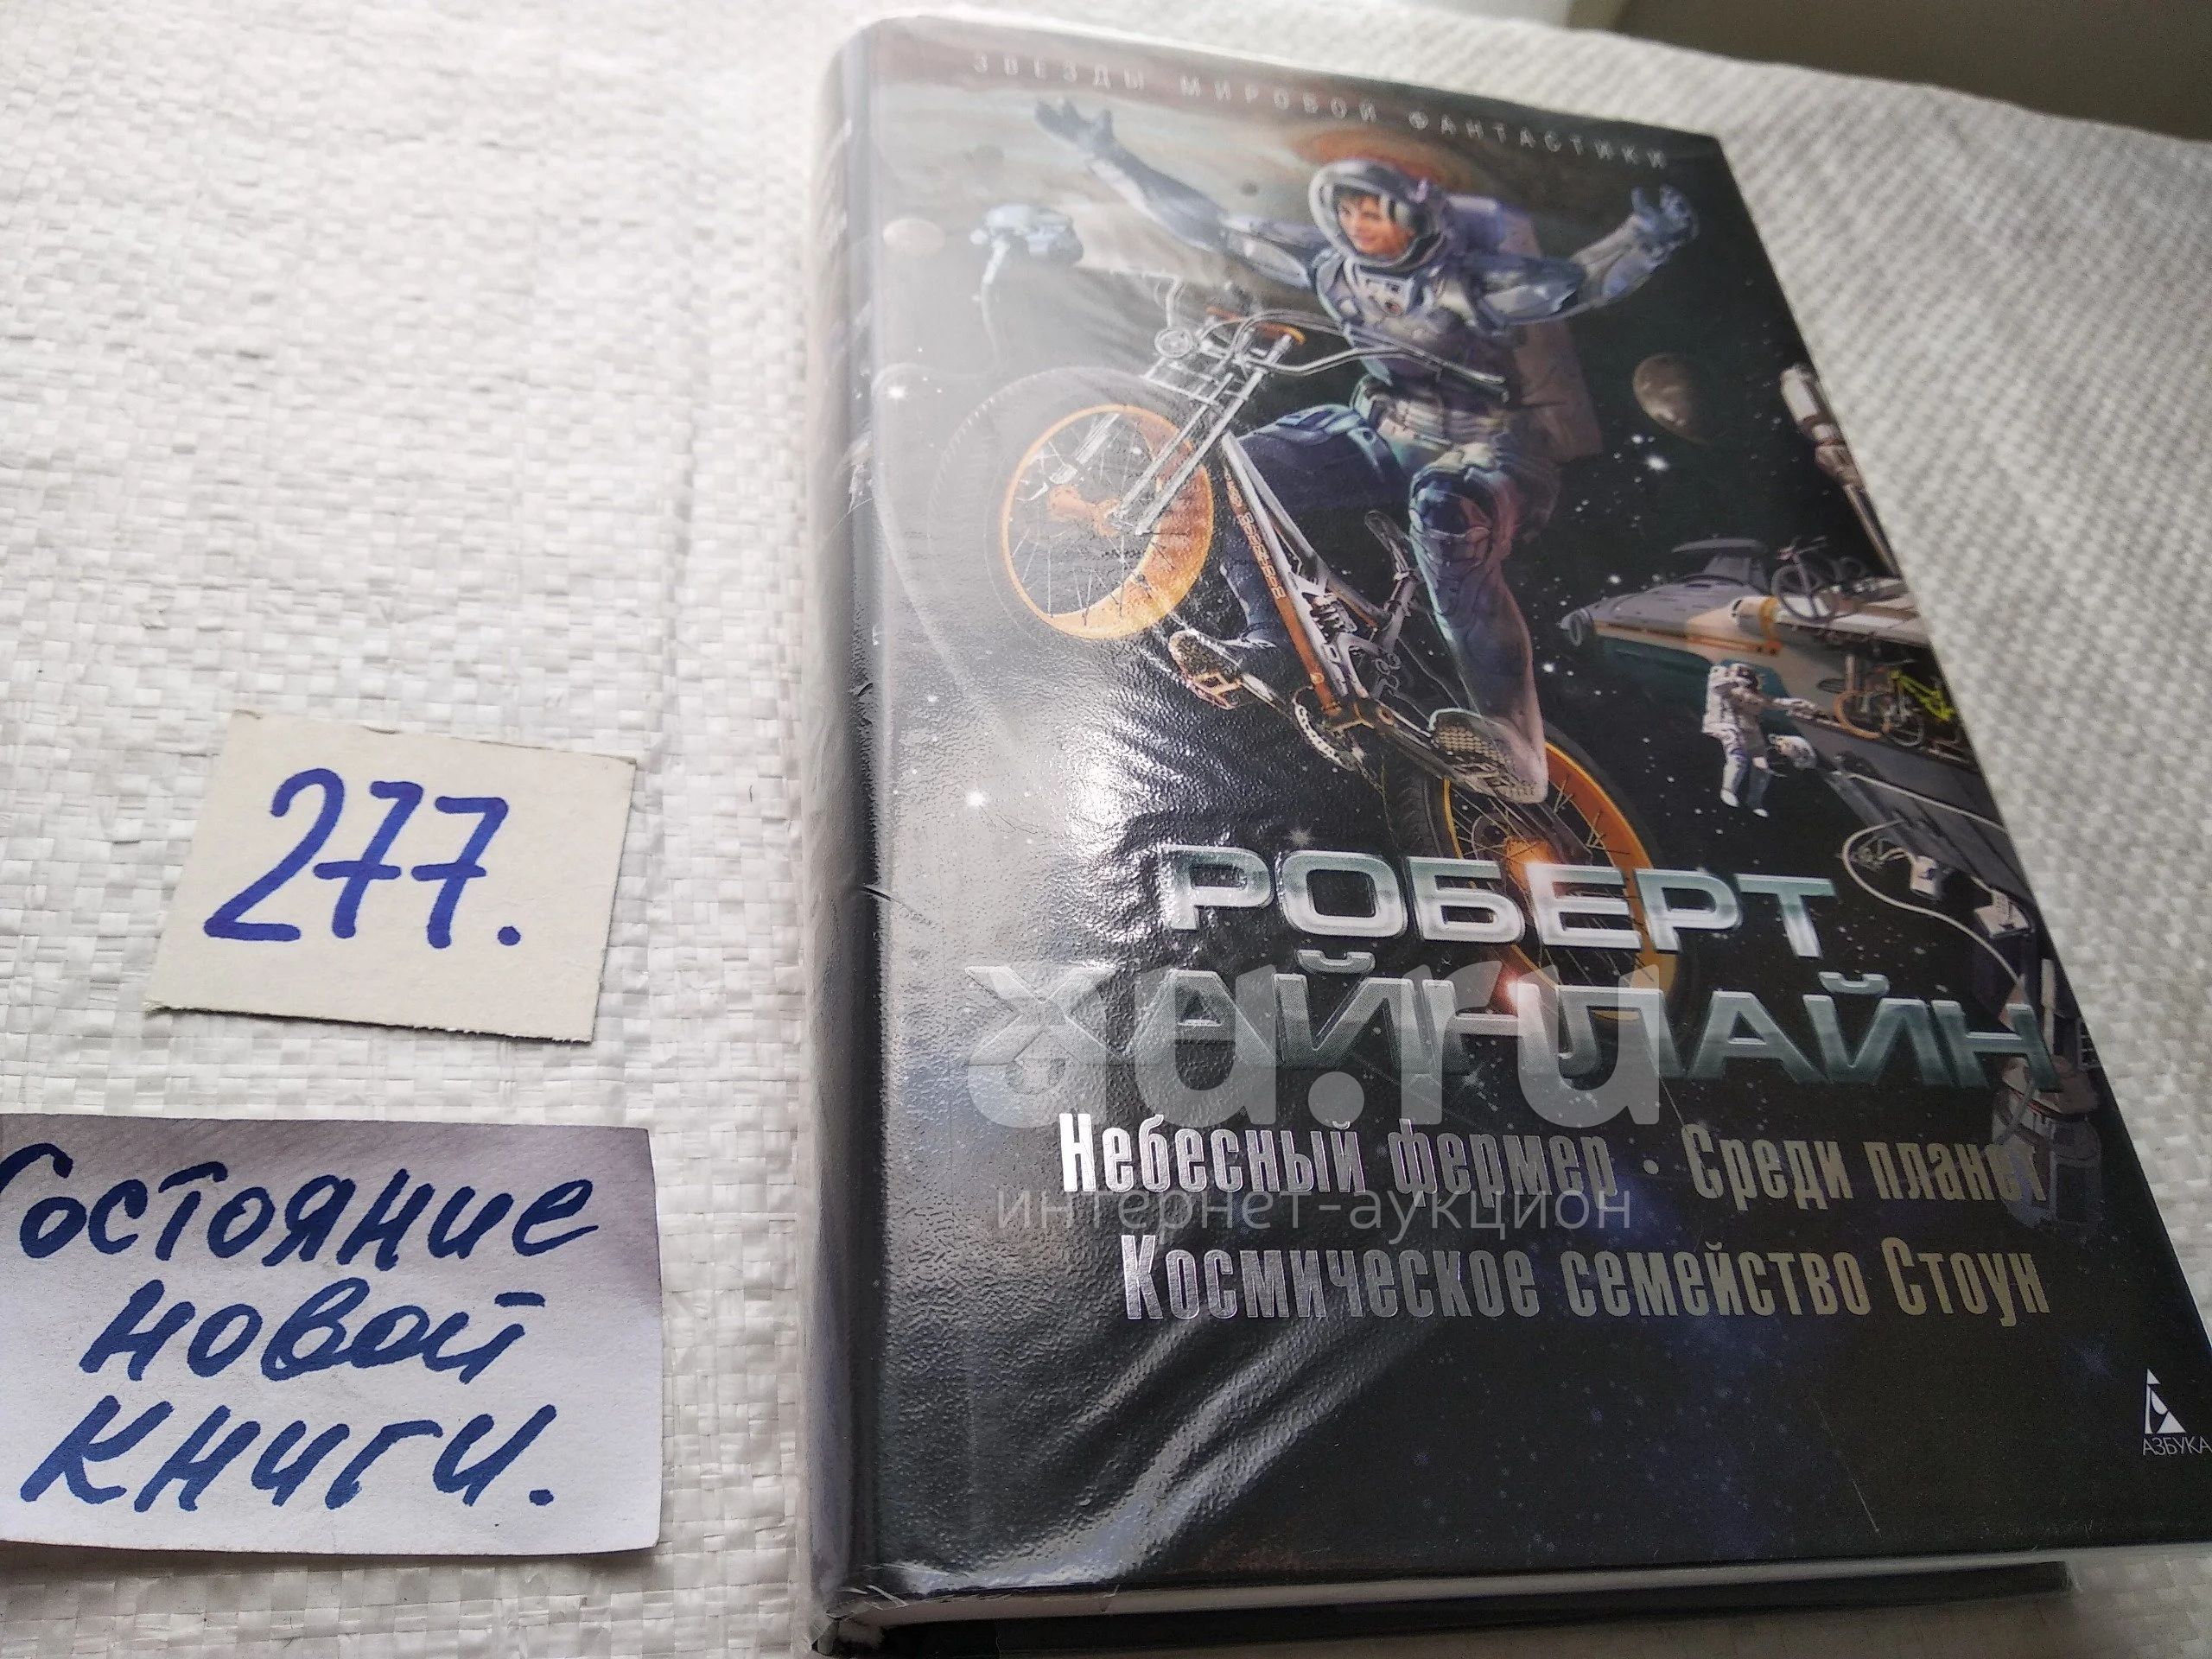 ЗВЕЗДЫ МИРОВОЙ ФАНТАСТИКИ
277.
РОБЕРТ
ХАЙНЛАЙН
au.ru
Небесный фермер · Среди планет
интернет-аукцион
Космическое семейство Стоун
АЗБУКА
Состояние
новой
книги.